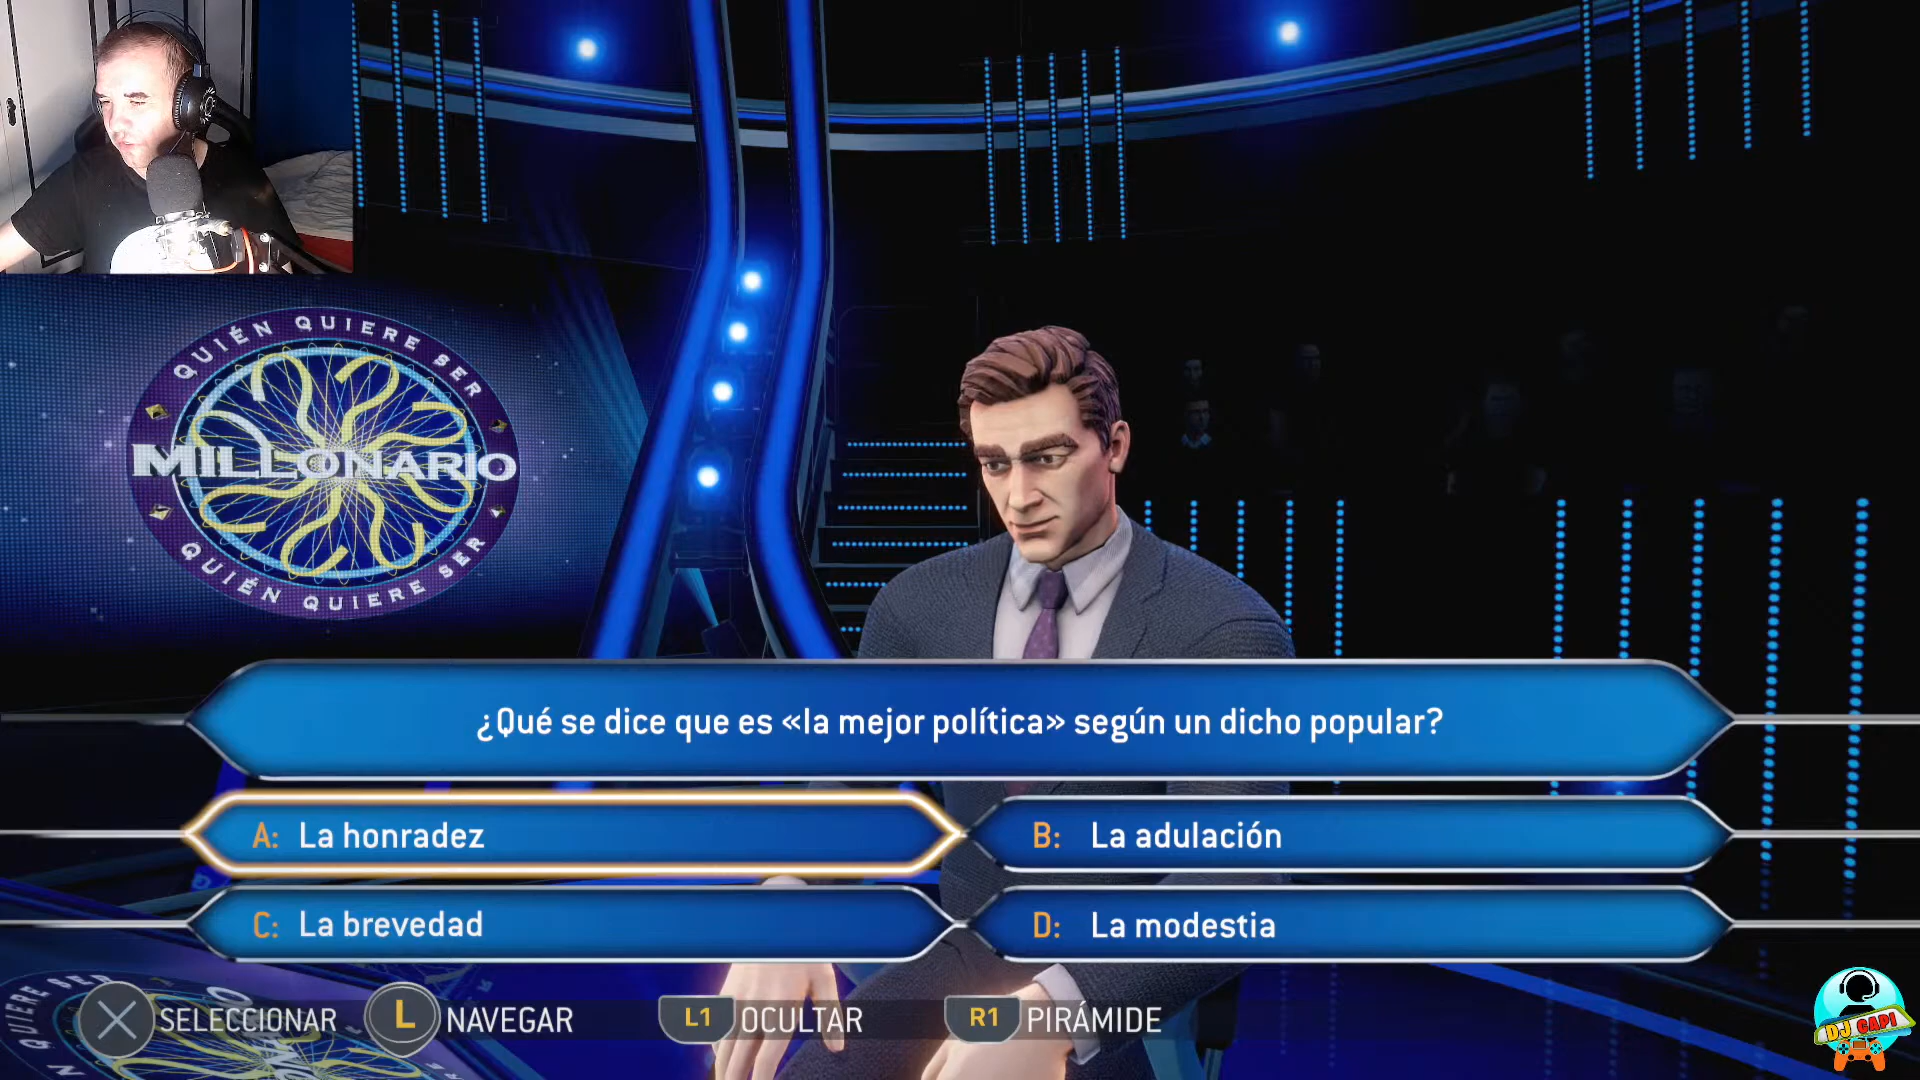 QUIÉN QUIERE SER
MILLONARIO
QUIÉN QUIERE SER
¿Qué se dice que es «la mejor política» según un dicho popular?
A: La honradez
B: La adulación
C: La brevedad
D: La modestia
SELECCIONAR
L NAVEGAR
L1 OCULTAR
R1 PIRÁMIDE
DJ CAPI